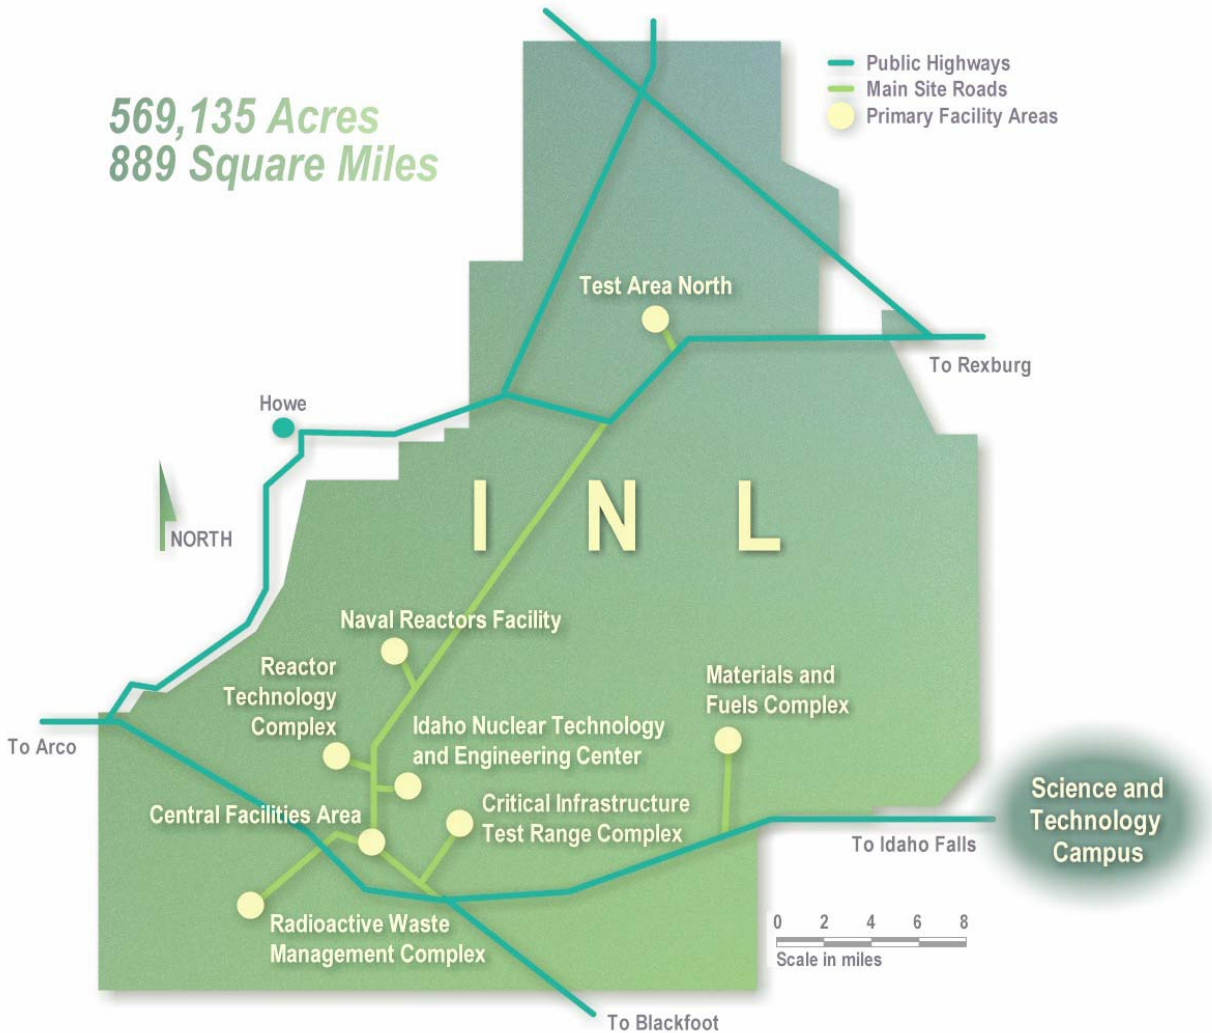 569,135 Acres
889 Square Miles
Public Highways
Main Site Roads
Primary Facility Areas
Test Area North
To Rexburg
Howe
I N L
NORTH
Naval Reactors Facility
Reactor
Technology
Complex
Materials and
Fuels Complex
Idaho Nuclear Technology
and Engineering Center
To Arco
Central Facilities Area
Critical Infrastructure
Test Range Complex
Science and
Technology
Campus
To Idaho Falls
Radioactive Waste
Management Complex
0 2 4 6 8
Scale in miles
To Blackfoot